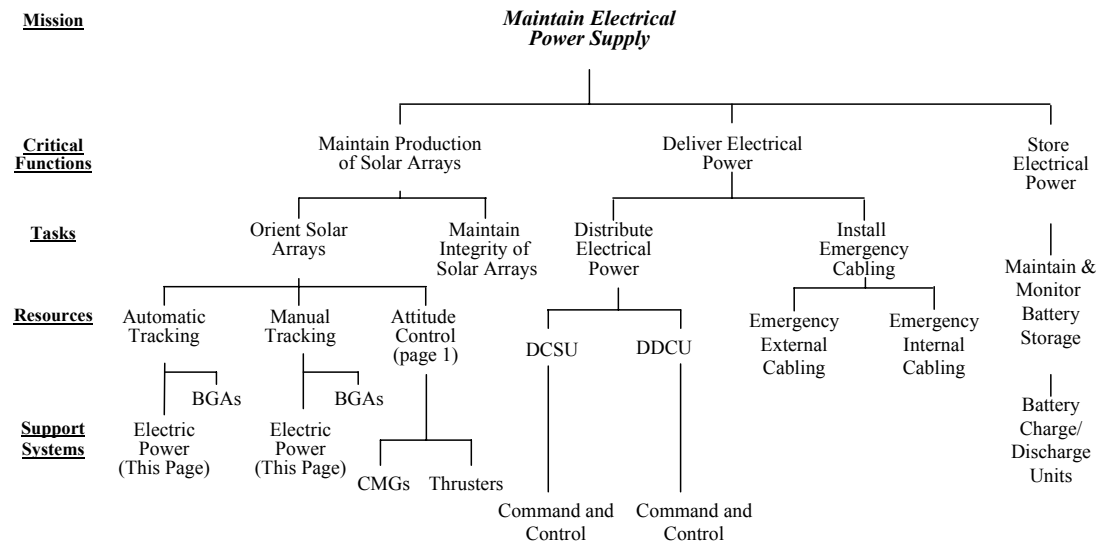 Mission
Maintain Electrical
Power Supply
Critical
Functions
Maintain Production
of Solar Arrays
Deliver Electrical
Power
Store
Electrical
Power
Tasks
Orient Solar
Arrays
Maintain
Integrity of
Solar Arrays
Distribute
Electrical
Power
Install
Emergency
Cabling
Maintain &
Monitor
Battery
Storage
Resources
Automatic
Tracking
Manual
Tracking
Attitude
Control
(page 1)
DCSU
DDCU
Emergency
External
Cabling
Emergency
Internal
Cabling
Support
Systems
BGAs
Electric
Power
(This Page)
BGAs
Electric
Power
(This Page)
CMGs
Thrusters
Command and
Control
Command and
Control
Battery
Charge/
Discharge
Units